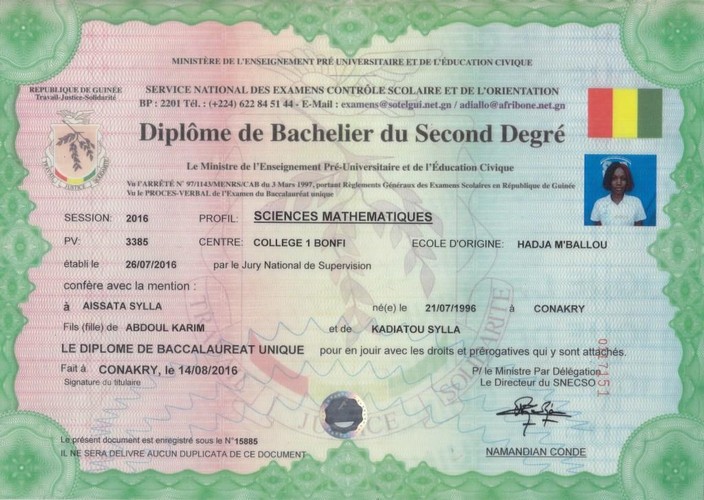 MINISTÈRE DE L'ENSEIGNEMENT PRÉ UNIVERSITAIRE ET DE L'ÉDUCATION CIVIQUE
REPUBLIQUE DE GUINÉE
Travail-Justice-Solidarité
SERVICE NATIONAL DES EXAMENS CONTRÔLE SCOLAIRE ET DE L'ORIENTATION
BP : 2201 Tél. : (+224) 622 84 51 44 - E-Mail : examens@sotelgui.net.gn / adiallo@afribone.net.gn
Diplôme de Bachelier du Second Degré
Le Ministre de l'Enseignement Pré-Universitaire et de l'Éducation Civique
Vu l'ARRÊTÉ N° 97/1143/MENRS/CAB du 3 Mars 1997, portant Règlements Généraux des Examens Scolaires en République de Guinée
Vu le PROCES-VERBAL de l'Examen du Baccalauréat unique
SESSION: 2016 PROFIL: SCIENCES MATHEMATIQUES
PV: 3385 CENTRE: COLLEGE 1 BONFI ECOLE D'ORIGINE: HADJA M'BALLOU
établi le 26/07/2016 par le Jury National de Supervision
confère avec la mention :
à AISSATA SYLLA né(e) le 21/07/1996 à CONAKRY
Fils (fille) de ABDOUL KARIM et de KADIATOU SYLLA
LE DIPLOME DE BACCALAUREAT UNIQUE pour en jouir avec les droits et prérogatives qui y sont attachés.
Fait à CONAKRY, le 14/08/2016
Signature du titulaire
P/ le Ministre Par Délégation
Le Directeur du SNECSO
TRAVAIL JUSTICE SOLIDARITE
Le présent document est enregistré sous le N°15885
IL NE SERA DELIVRE AUCUN DUPLICATA DE CE DOCUMENT
NAMANDIAN CONDE